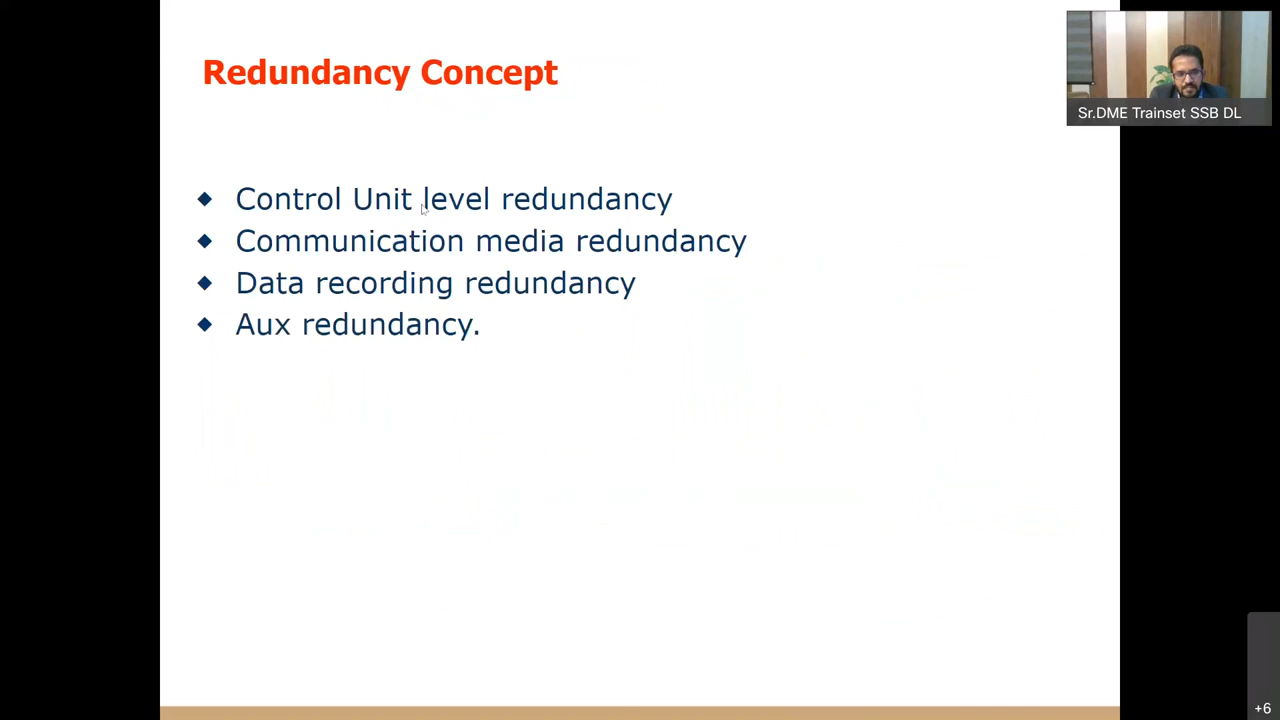 Redundancy Concept
Sr.DME Trainset SSB DL
Control Unit level redundancy
Communication media redundancy
Data recording redundancy
Aux redundancy.
+6